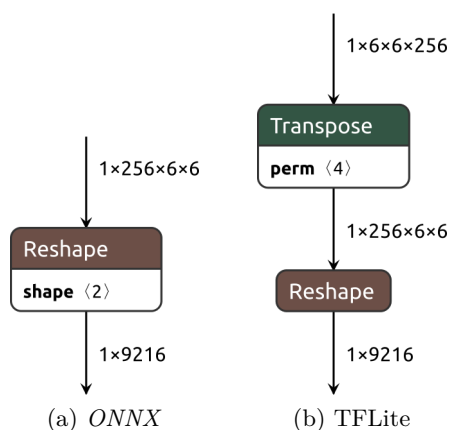 1×256×6×6
Reshape
shape ⟨2⟩
1×9216
(a) ONNX
1×6×6×256
Transpose
perm ⟨4⟩
1×256×6×6
Reshape
1×9216
(b) TFLite